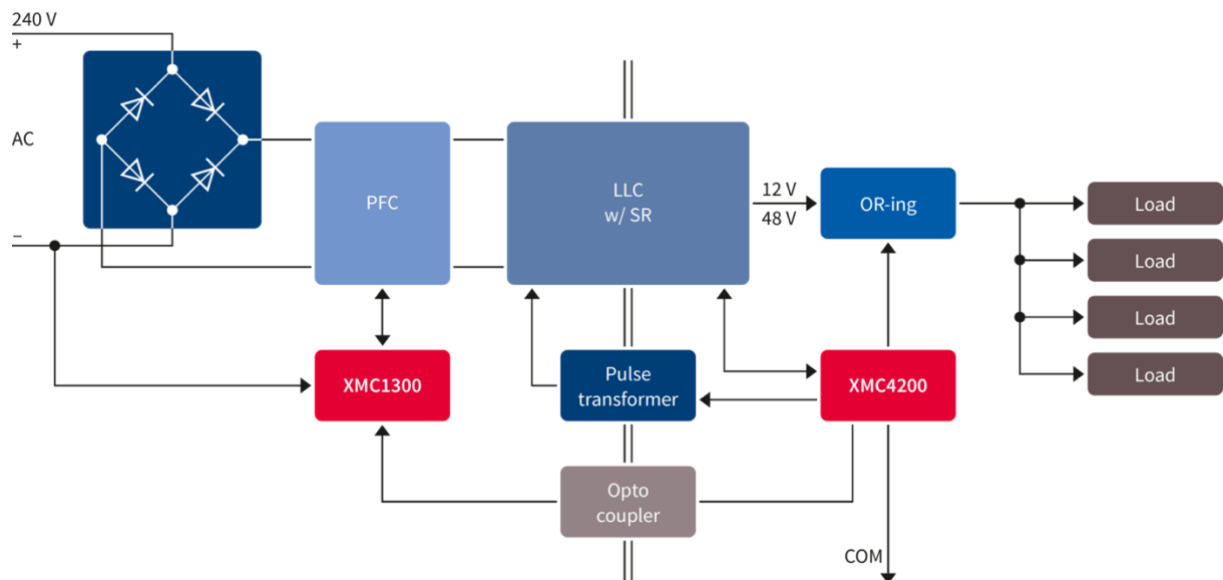 240 V
+
AC
−
PFC
LLC
w/ SR
12 V
48 V
OR-ing
Load
Load
Load
Load
XMC1300
Pulse
transformer
XMC4200
Opto
coupler
COM